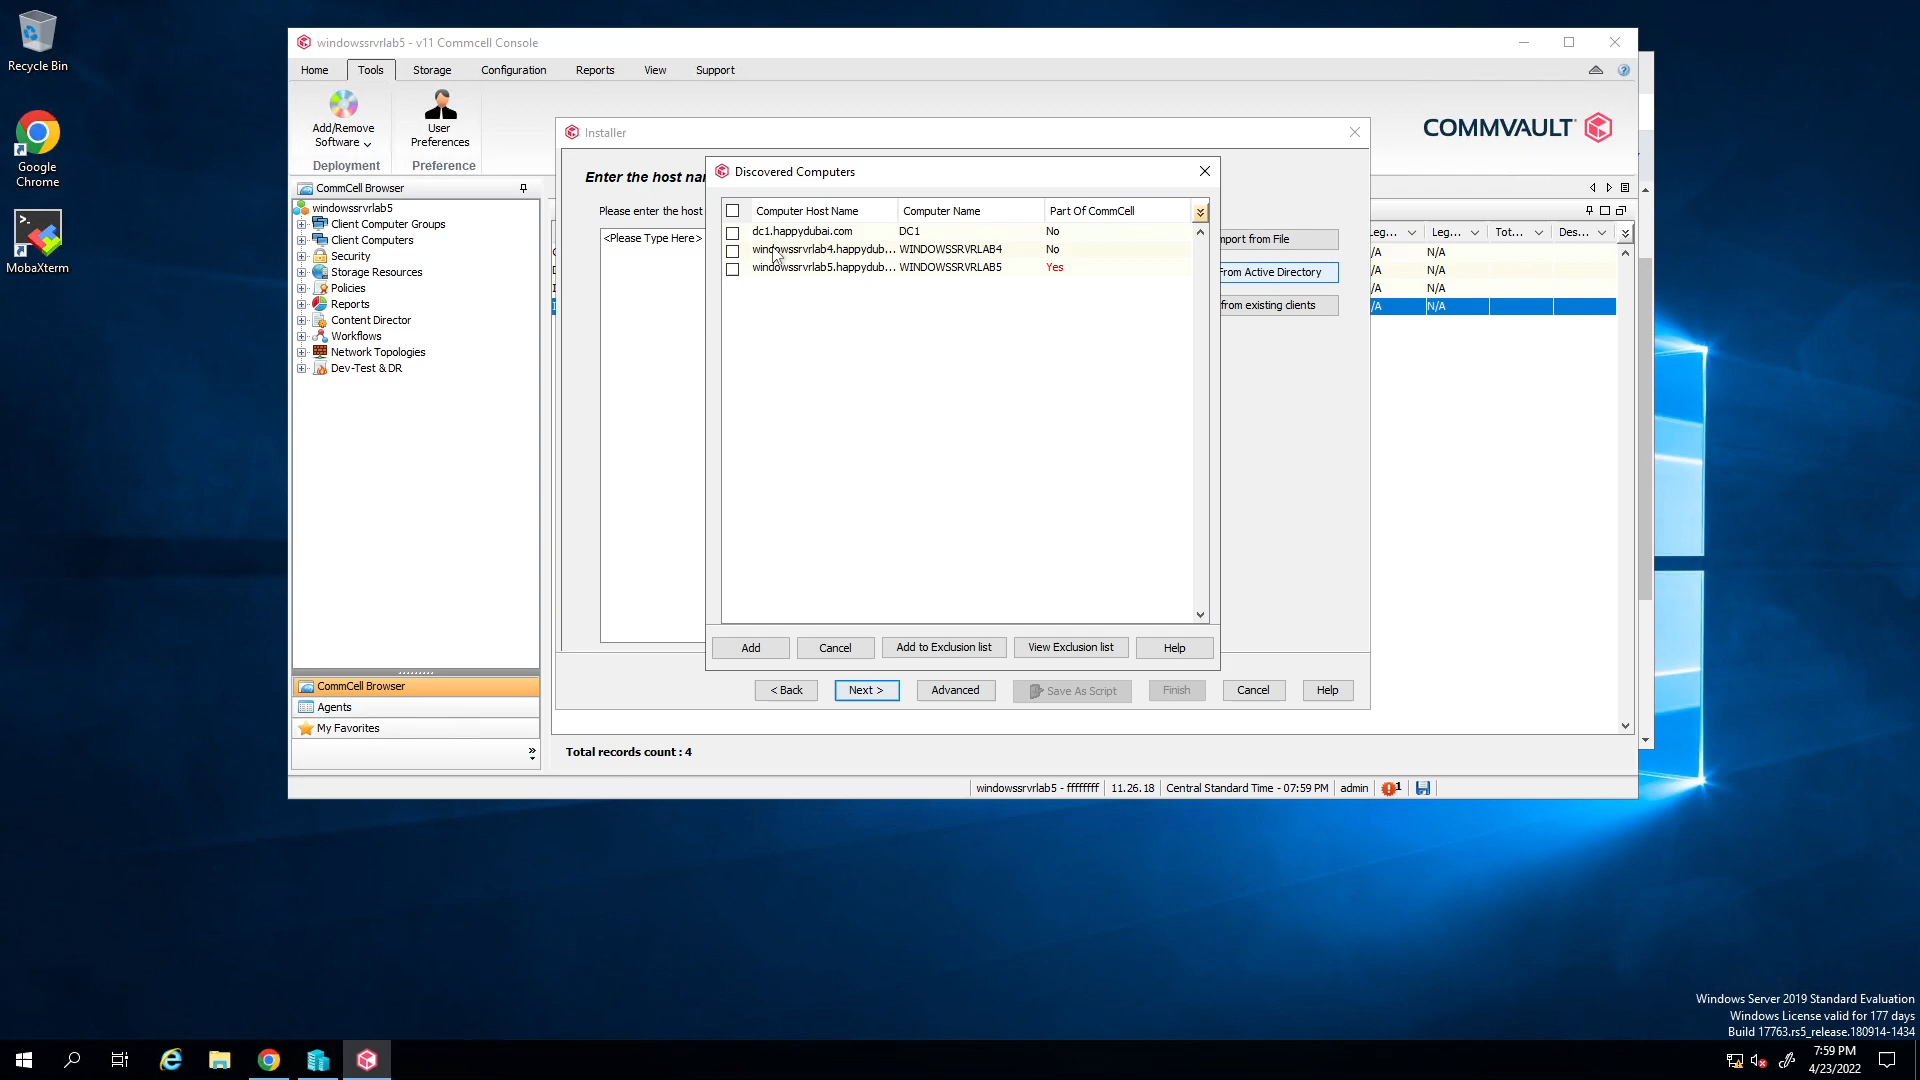 Recycle Bin
Google
Chrome
MobaXterm
windowssrvrlab5 - v11 Commcell Console
Home Tools Storage Configuration Reports View Support
Add/Remove
Software
Deployment
User
Preferences
Preference
COMMVAULT
CommCell Browser
windowssrvrlab5
Client Computer Groups
Client Computers
Security
Storage Resources
Policies
Reports
Content Director
Workflows
Network Topologies
Dev-Test & DR
CommCell Browser
Agents
My Favorites
Installer
Enter the host na
Please enter the host
<Please Type Here>
Discovered Computers
Computer Host Name Computer Name Part Of CommCell
dc1.happydubai.com DC1 No
windowssrvrlab4.happydub... WINDOWSSRVRLAB4 No
windowssrvrlab5.happydub... WINDOWSSRVRLAB5 Yes
Add Cancel Add to Exclusion list View Exclusion list Help
mport from File
From Active Directory
from existing clients
Leg... Leg... Tot... Des...
/A N/A
/A N/A
/A N/A
/A N/A
< Back Next > Advanced Save As Script Finish Cancel Help
Total records count : 4
windowssrvrlab5 - ffffffff 11.26.18 Central Standard Time - 07:59 PM admin 1
Windows Server 2019 Standard Evaluation
Windows License valid for 177 days
Build 17763.rs5_release.180914-1434
7:59 PM
4/23/2022